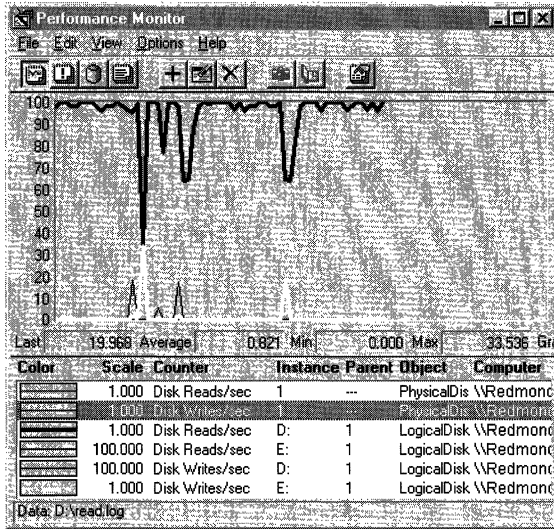 Performance Monitor
File Edit View Options Help
100
90
80
70
60
50
40
30
20
10
0
Last 19.968 Average 0.821 Min 0.000 Max 33.536 Gra
Color Scale Counter Instance Parent Object Computer
1.000 Disk Reads/sec 1 --- PhysicalDis \\Redmond
1.000 Disk Writes/sec 1 --- PhysicalDis \\Redmond
1.000 Disk Reads/sec D: 1 LogicalDisk \\Redmond
100.000 Disk Reads/sec E: 1 LogicalDisk \\Redmond
100.000 Disk Writes/sec D: 1 LogicalDisk \\Redmond
1.000 Disk Writes/sec E: 1 LogicalDisk \\Redmond
Data: D:\read.log